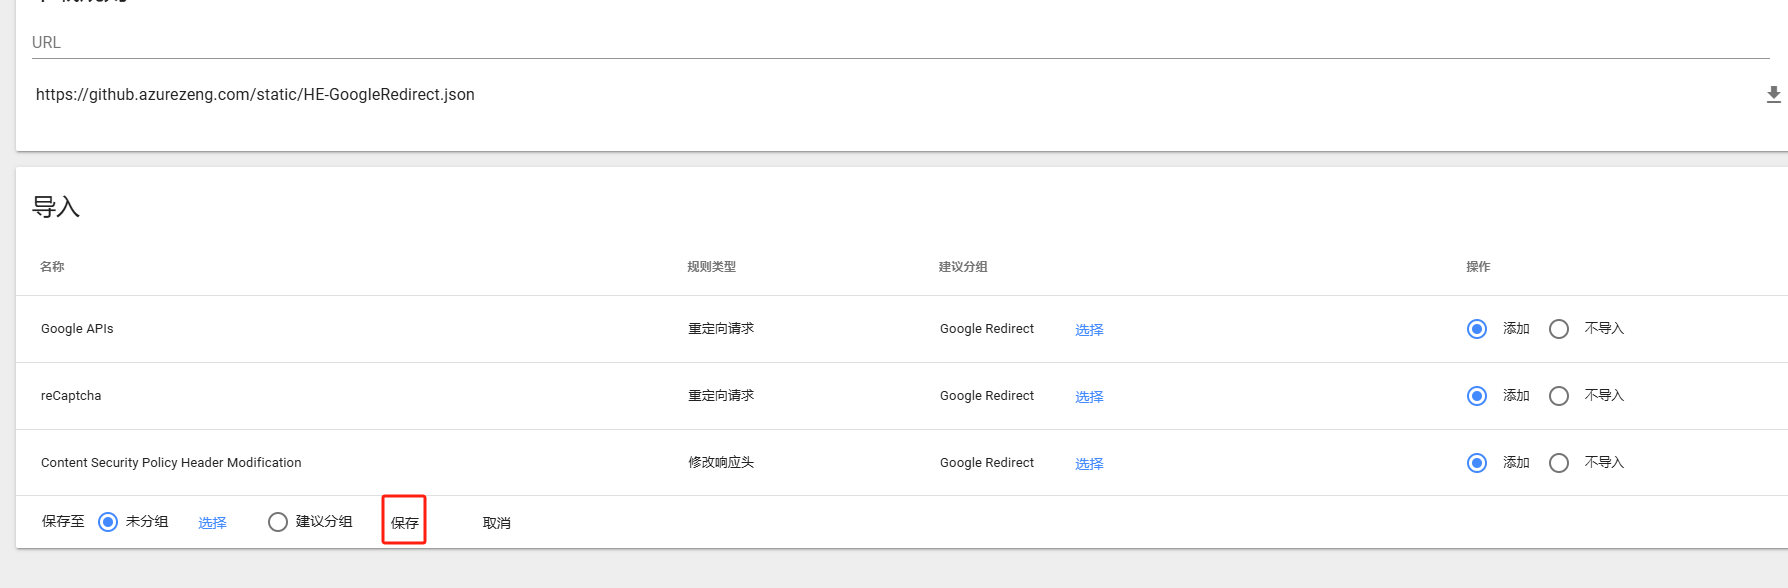 URL
https://github.azurezeng.com/static/HE-GoogleRedirect.json
导入
名称 规则类型 建议分组 操作
Google APIs 重定向请求 Google Redirect 选择 添加 不导入
reCaptcha 重定向请求 Google Redirect 选择 添加 不导入
Content Security Policy Header Modification 修改响应头 Google Redirect 选择 添加 不导入
保存至 未分组 选择 建议分组 保存 取消